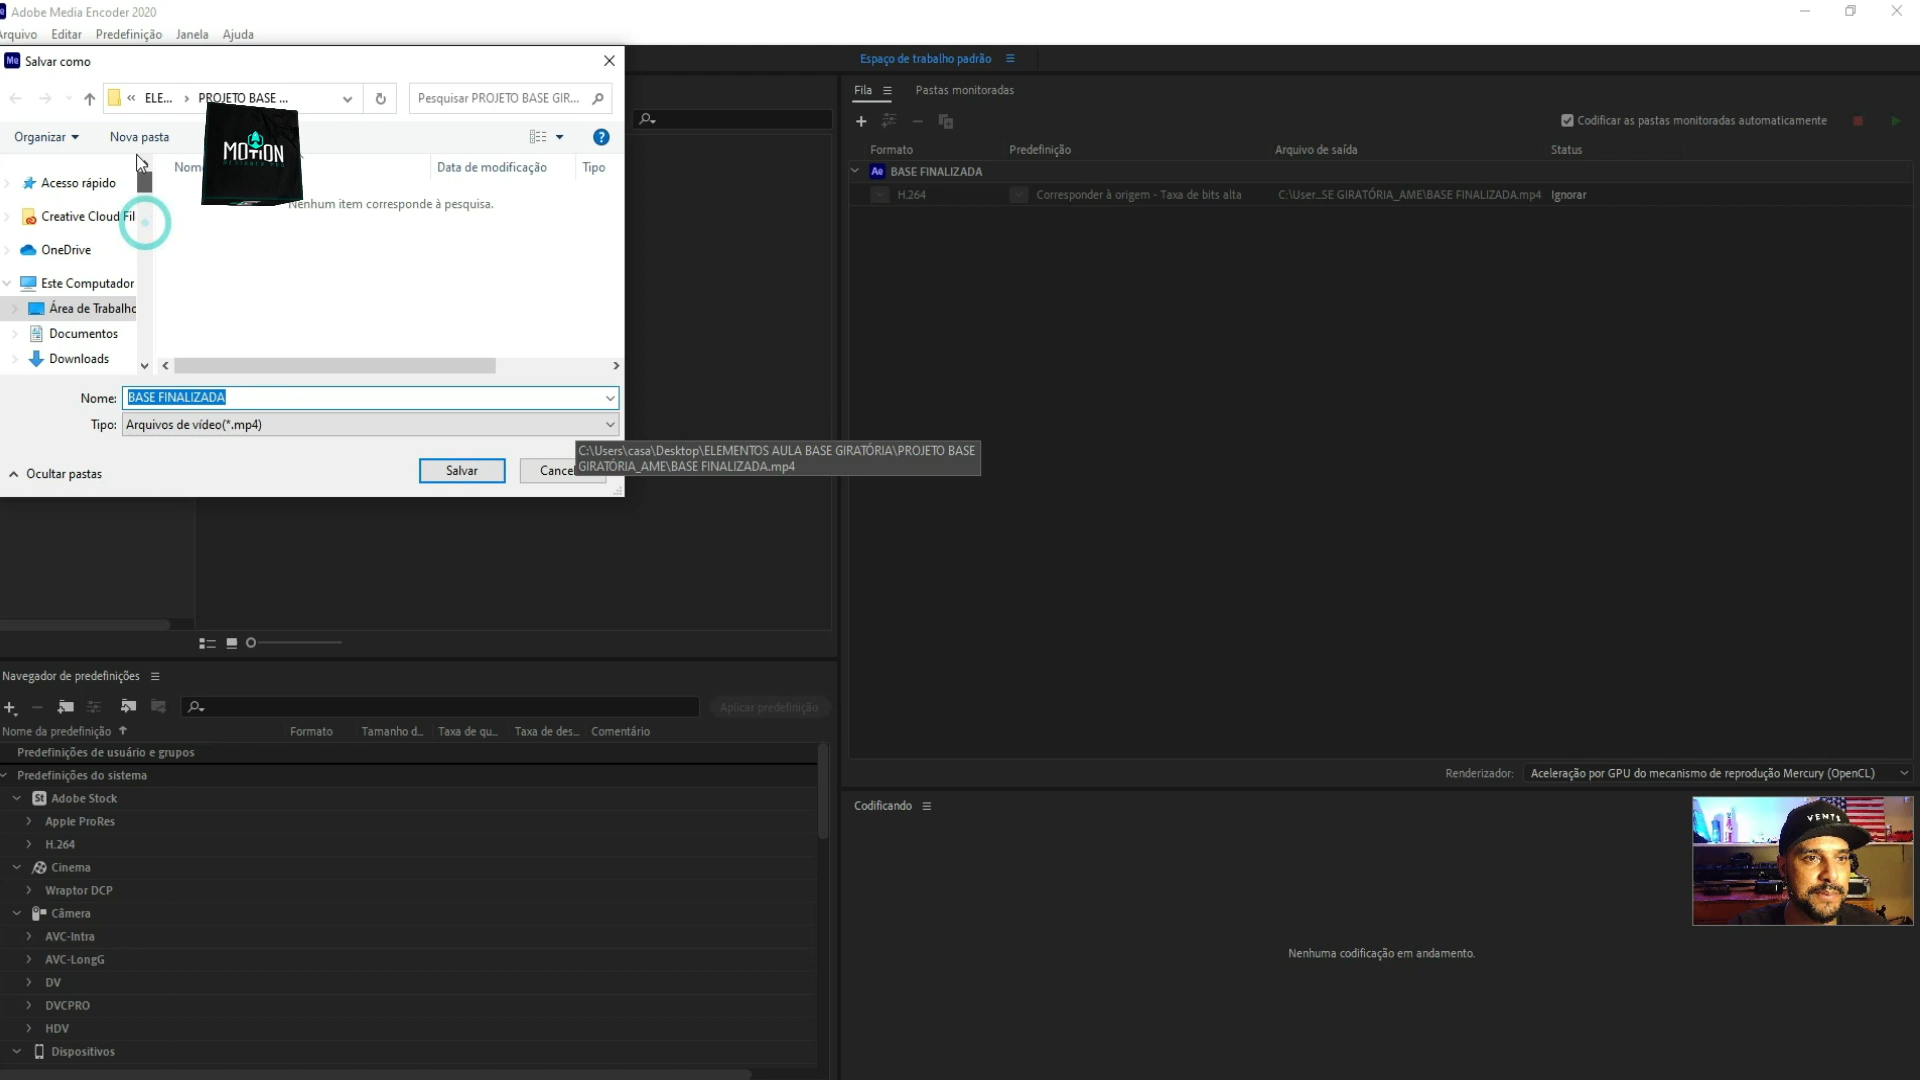 Adobe Media Encoder 2020
Arquivo Editar Predefinição Janela Ajuda
Me Salvar como
« ELE... › PROJETO BASE ...
Pesquisar PROJETO BASE GIR...
Organizar
Nova pasta
Data de modificação
Tipo
MOTION
Nenhum item corresponde à pesquisa.
Acesso rápido
Creative Cloud Fil
OneDrive
Este Computador
Área de Trabalho
Documentos
Downloads
Nome: BASE FINALIZADA
Tipo: Arquivos de vídeo(*.mp4)
C:\Users\casa\Desktop\ELEMENTOS AULA BASE GIRATÓRIA\PROJETO BASE
GIRATÓRIA_AME\BASE FINALIZADA.mp4
Ocultar pastas
Salvar
Cance
Espaço de trabalho padrão
Fila
Pastas monitoradas
Codificar as pastas monitoradas automaticamente
Formato Predefinição Arquivo de saída Status
Ae BASE FINALIZADA
H.264 Corresponder à origem - Taxa de bits alta C:\User...SE GIRATÓRIA_AME\BASE FINALIZADA.mp4 Ignorar
Renderizador: Aceleração por GPU do mecanismo de reprodução Mercury (OpenCL)
Navegador de predefinições
Aplicar predefinição
Nome da predefinição Formato Tamanho d... Taxa de qu... Taxa de des... Comentário
Predefinições de usuário e grupos
Predefinições do sistema
St Adobe Stock
Apple ProRes
H.264
Cinema
Wraptor DCP
Câmera
AVC-Intra
AVC-LongG
DV
DVCPRO
HDV
Dispositivos
Codificando
Nenhuma codificação em andamento.